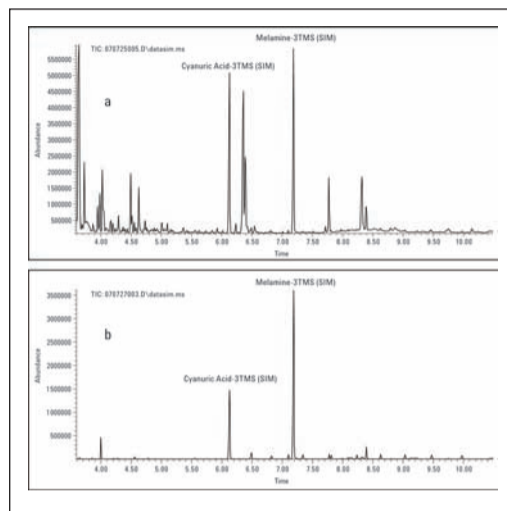 Melamine-3TMS (SIM)
TIC: 070725005.D\datasim.ms
Cyanuric Acid-3TMS (SIM)
a
Abundance
5500000
5000000
4500000
4000000
3500000
3000000
2500000
2000000
1500000
1000000
500000
4.00 4.50 5.00 5.50 6.00 6.50 7.00 7.50 8.00 8.50 9.00 9.50 10.00
Time
Melamine-3TMS (SIM)
TIC: 070727003.D\datasim.ms
b
Cyanuric Acid-3TMS (SIM)
Abundance
3500000
3000000
2500000
2000000
1500000
1000000
500000
4.00 4.50 5.00 5.50 6.00 6.50 7.00 7.50 8.00 8.50 9.00 9.50 10.00
Time